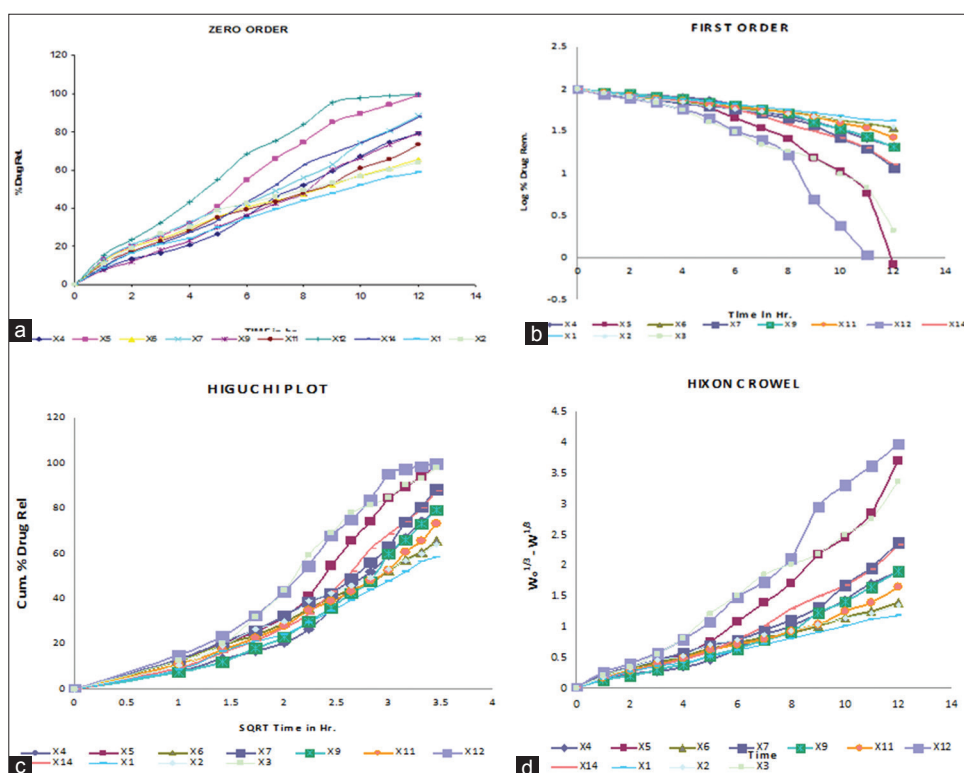 ZERO ORDER
120
100
80
60
40
20
0
0 2 4 6 8 10 12 14
% Drug Rel.
TIME in hr
X4 X5 X6 X7 X9 X11 X12 X14 X1 X2
a
FIRST ORDER
2.5
2
1.5
1
0.5
0
-0.5
0 2 4 6 8 10 12 14
Log % Drug Rem.
Time in Hr.
X4 X5 X6 X7 X9 X11 X12 X14
X1 X2 X3
b
HIGUCHI PLOT
120
100
80
60
40
20
0
0 0.5 1 1.5 2 2.5 3 3.5 4
Cum. % Drug Rel
SQRT Time in Hr.
X4 X5 X6 X7 X9 X11 X12
X14 X1 X2 X3
c
HIXON CROWEL
4.5
4
3.5
3
2.5
2
1.5
1
0.5
0
0 2 4 6 8 10 12 14
W₀^1/3 - W^1/3
Time
X4 X5 X6 X7 X9 X11 X12
X14 X1 X2 X3
d